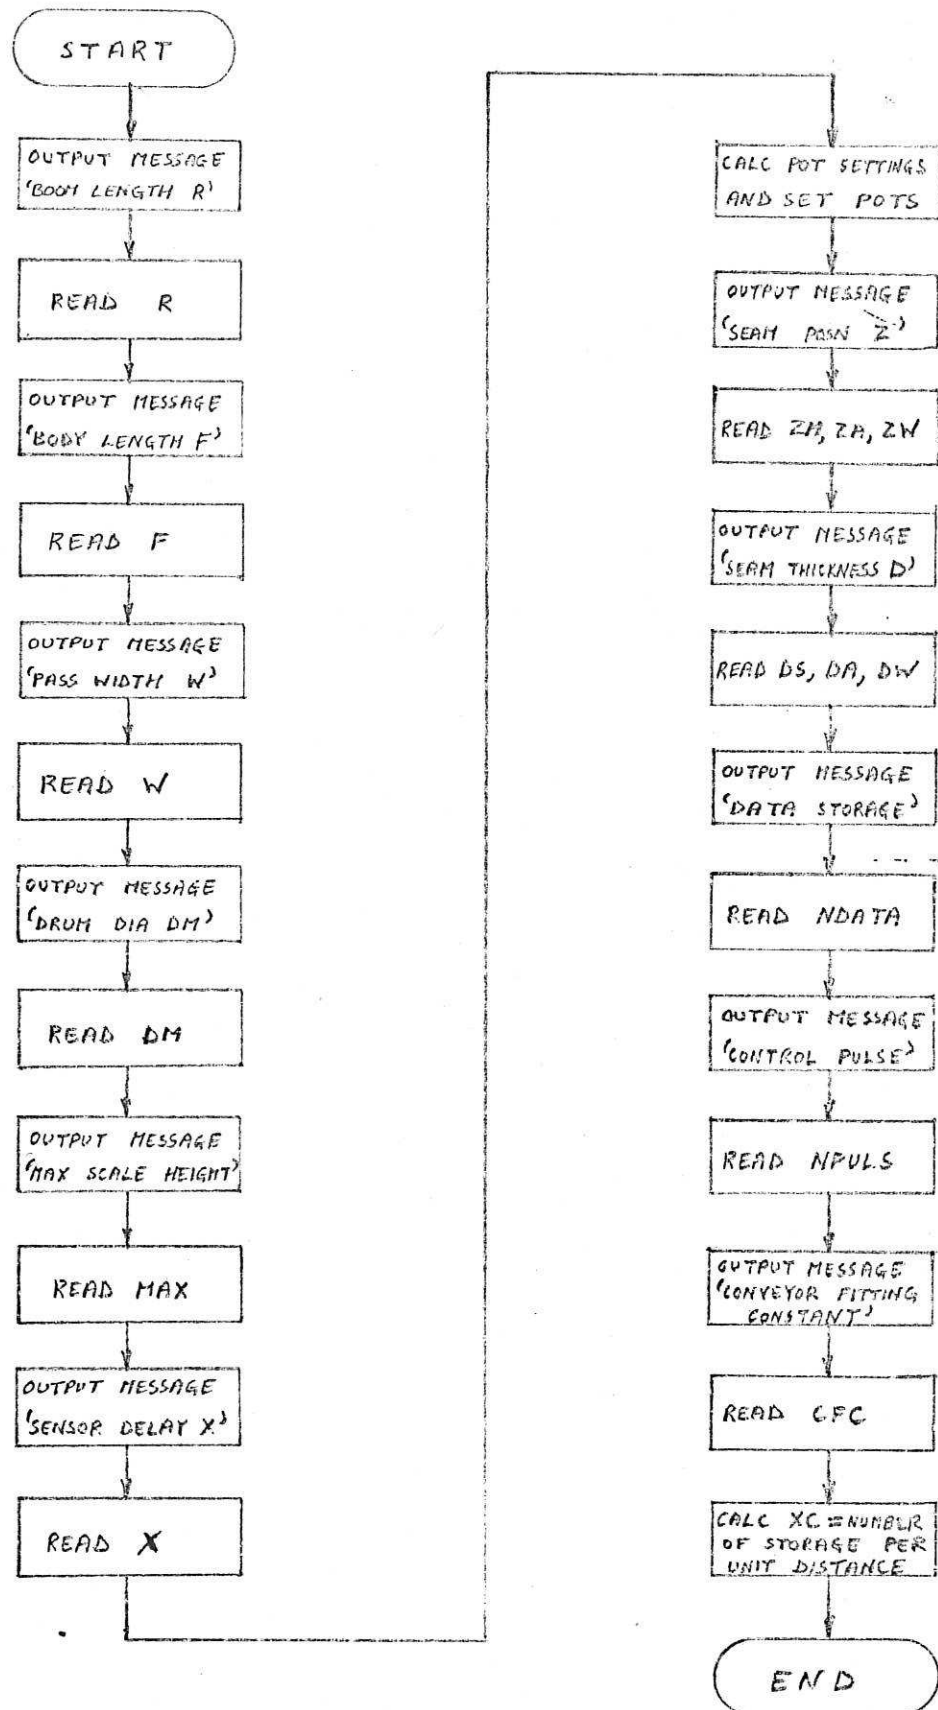 START
OUTPUT MESSAGE
'BOOM LENGTH R'
READ R
OUTPUT MESSAGE
'BODY LENGTH F'
READ F
OUTPUT MESSAGE
'PASS WIDTH W'
READ W
OUTPUT MESSAGE
'DRUM DIA DM'
READ DM
OUTPUT MESSAGE
'MAX SCALE HEIGHT'
READ MAX
OUTPUT MESSAGE
'SENSOR DELAY X'
READ X
CALC POT SETTINGS
AND SET POTS
OUTPUT MESSAGE
'SEAM POSN Z'
READ ZM, ZA, ZW
OUTPUT MESSAGE
'SEAM THICKNESS D'
READ DS, DA, DW
OUTPUT MESSAGE
'DATA STORAGE'
READ NDATA
OUTPUT MESSAGE
'CONTROL PULSE'
READ NPULS
OUTPUT MESSAGE
'CONVEYOR FITTING
CONSTANT'
READ CFC
CALC XC = NUMBER
OF STORAGE PER
UNIT DISTANCE
END